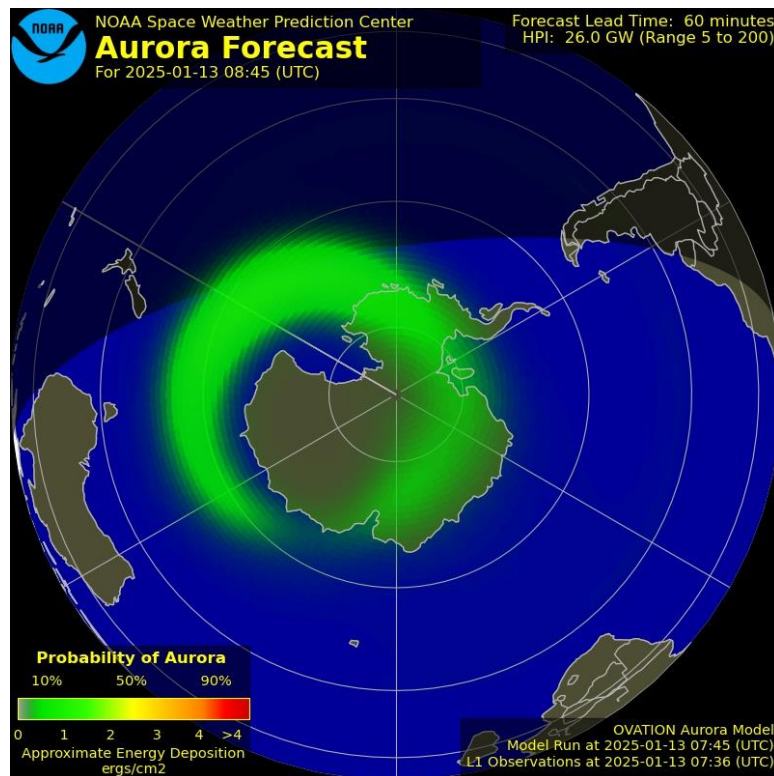 NOAA
NOAA Space Weather Prediction Center
Aurora Forecast
For 2025-01-13 08:45 (UTC)
Forecast Lead Time:  60 minutes
HPI:  26.0 GW (Range 5 to 200)
Probability of Aurora
10% 50% 90%
0 1 2 3 4 >4
Approximate Energy Deposition
ergs/cm2
OVATION Aurora Model
Model Run at 2025-01-13 07:45 (UTC)
L1 Observations at 2025-01-13 07:36 (UTC)